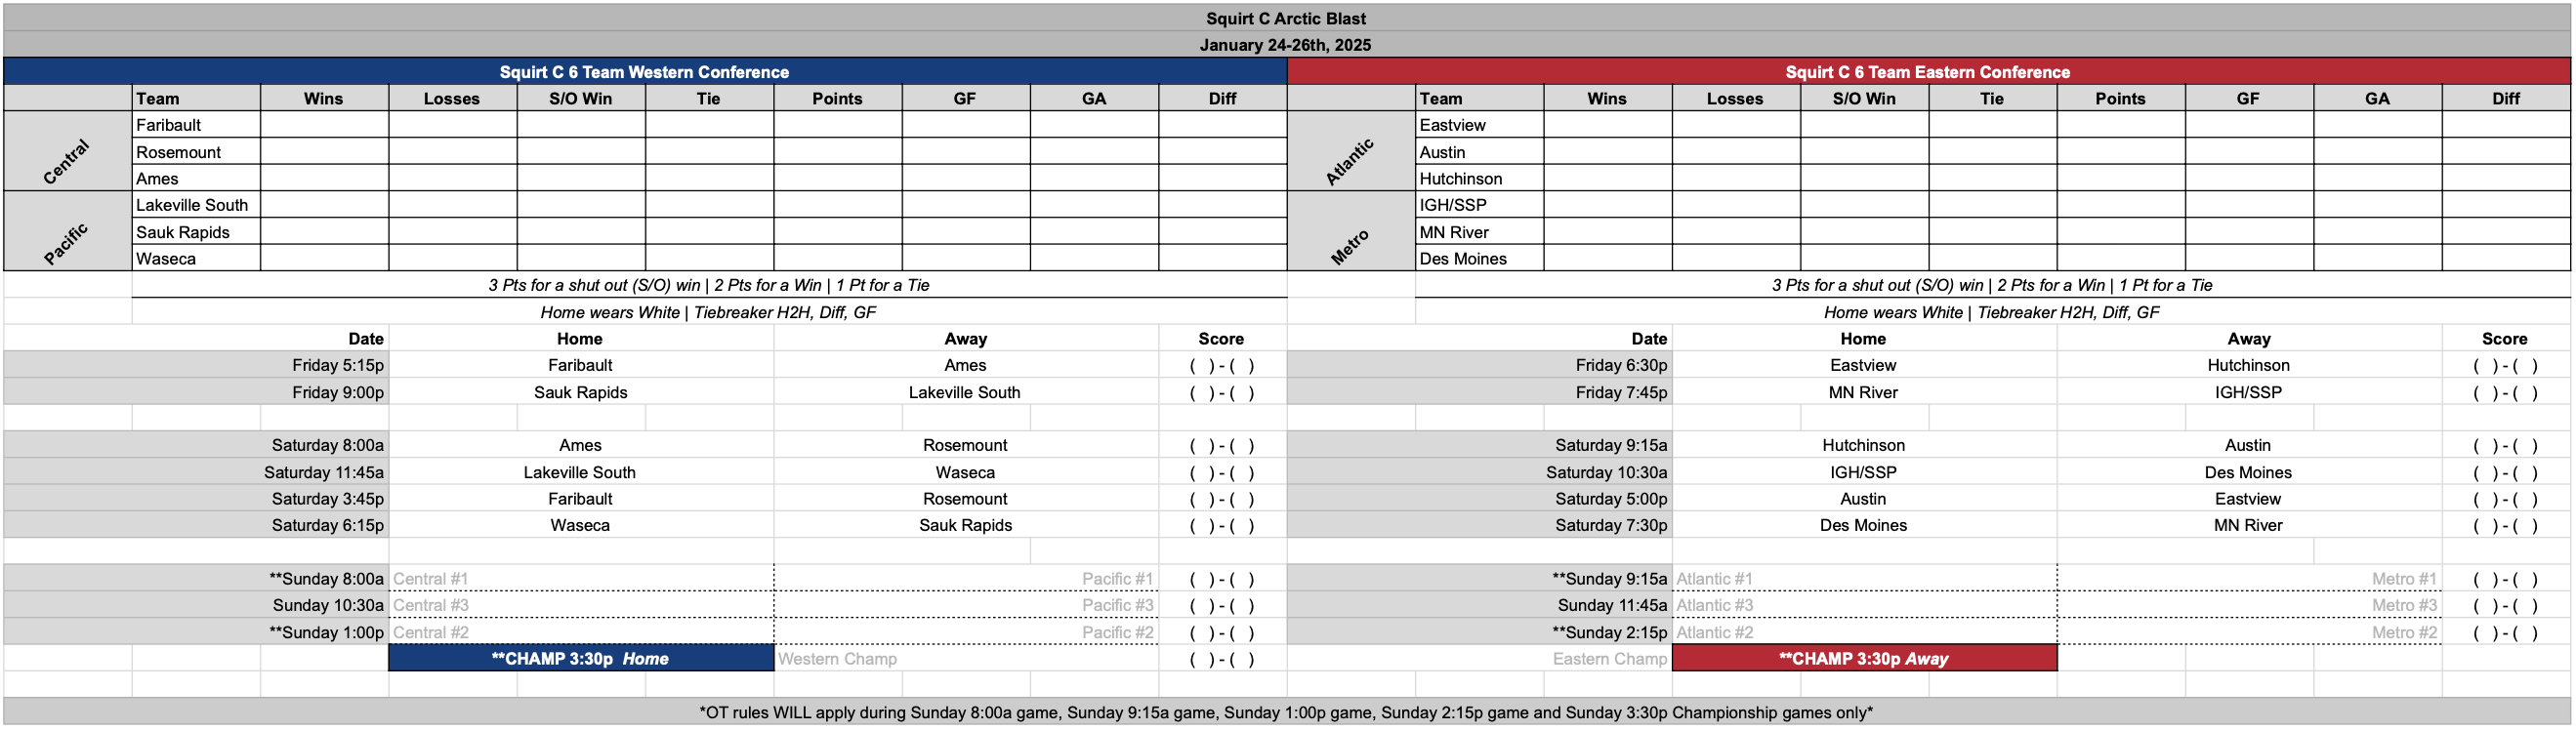 Squirt C Arctic Blast
January 24-26th, 2025
Squirt C 6 Team Western Conference Squirt C 6 Team Eastern Conference
Team Wins Losses S/O Win Tie Points GF GA Diff Team Wins Losses S/O Win Tie Points GF GA Diff
Central Faribault Atlantic Eastview
Rosemount Austin
Ames Hutchinson
Pacific Lakeville South Metro IGH/SSP
Sauk Rapids MN River
Waseca Des Moines
3 Pts for a shut out (S/O) win | 2 Pts for a Win | 1 Pt for a Tie 3 Pts for a shut out (S/O) win | 2 Pts for a Win | 1 Pt for a Tie
Home wears White | Tiebreaker H2H, Diff, GF Home wears White | Tiebreaker H2H, Diff, GF
Date Home Away Score Date Home Away Score
Friday 5:15p Faribault Ames ( ) - ( ) Friday 6:30p Eastview Hutchinson ( ) - ( )
Friday 9:00p Sauk Rapids Lakeville South ( ) - ( ) Friday 7:45p MN River IGH/SSP ( ) - ( )
Saturday 8:00a Ames Rosemount ( ) - ( ) Saturday 9:15a Hutchinson Austin ( ) - ( )
Saturday 11:45a Lakeville South Waseca ( ) - ( ) Saturday 10:30a IGH/SSP Des Moines ( ) - ( )
Saturday 3:45p Faribault Rosemount ( ) - ( ) Saturday 5:00p Austin Eastview ( ) - ( )
Saturday 6:15p Waseca Sauk Rapids ( ) - ( ) Saturday 7:30p Des Moines MN River ( ) - ( )
**Sunday 8:00a Central #1 Pacific #1 ( ) - ( ) **Sunday 9:15a Atlantic #1 Metro #1 ( ) - ( )
Sunday 10:30a Central #3 Pacific #3 ( ) - ( ) Sunday 11:45a Atlantic #3 Metro #3 ( ) - ( )
**Sunday 1:00p Central #2 Pacific #2 ( ) - ( ) **Sunday 2:15p Atlantic #2 Metro #2 ( ) - ( )
**CHAMP 3:30p Home Western Champ ( ) - ( ) Eastern Champ **CHAMP 3:30p Away
*OT rules WILL apply during Sunday 8:00a game, Sunday 9:15a game, Sunday 1:00p game, Sunday 2:15p game and Sunday 3:30p Championship games only*